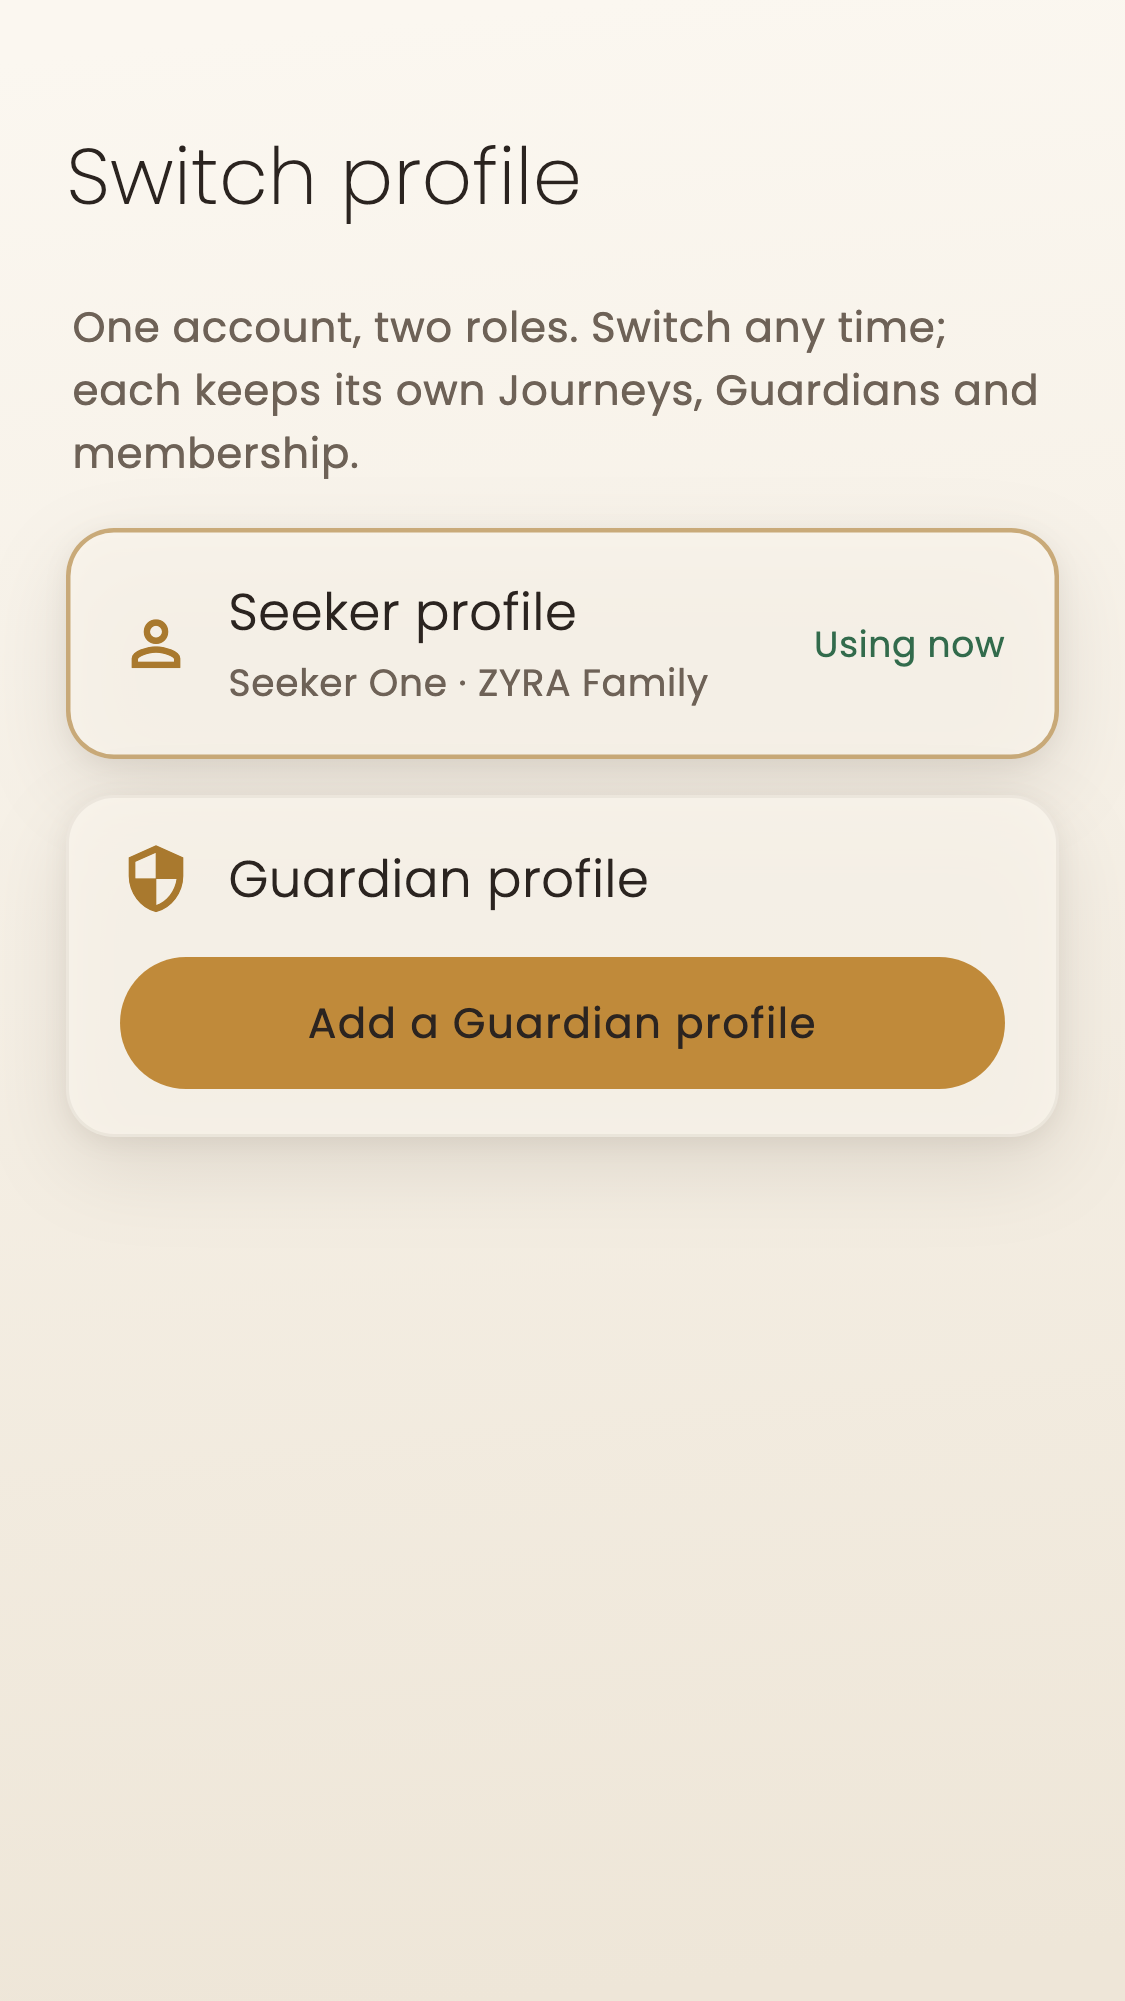 Switch profile
One account, two roles. Switch any time;
each keeps its own Journeys, Guardians and
membership.
Seeker profile
Seeker One · ZYRA Family
Using now
Guardian profile
Add a Guardian profile